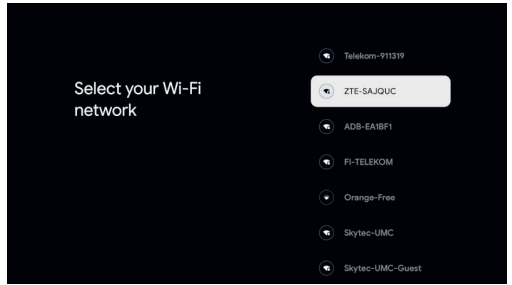 Select your Wi-Fi
network
Telekom-911319
ZTE-SAJQUC
ADB-EA1BF1
FI-TELEKOM
Orange-Free
Skytec-UMC
Skytec-UMC-Guest